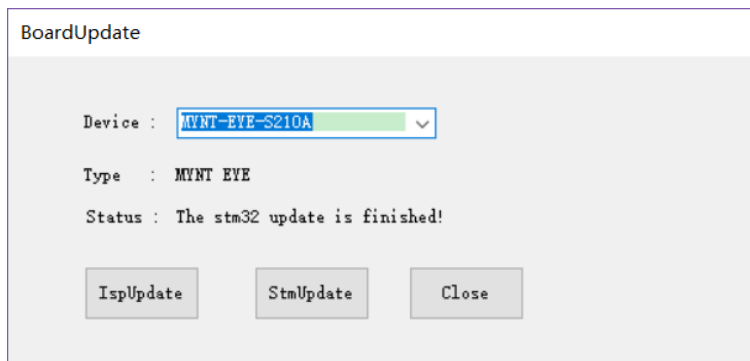 BoardUpdate
Device : MYNT-EYE-S210A
Type : MYNT EYE
Status : The stm32 update is finished!
IspUpdate StmUpdate Close